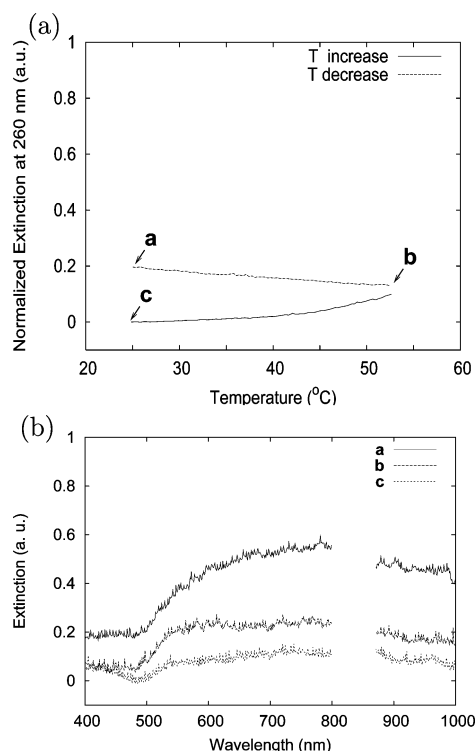 (a)
Normalized Extinction at 260 nm (a.u.)
1
0.8
0.6
0.4
0.2
0
T increase
T decrease
a
b
c
20 30 40 50 60
Temperature (°C)
(b)
Extinction (a. u.)
1
0.8
0.6
0.4
0.2
0
a
b
c
400 500 600 700 800 900 1000
Wavelength (nm)